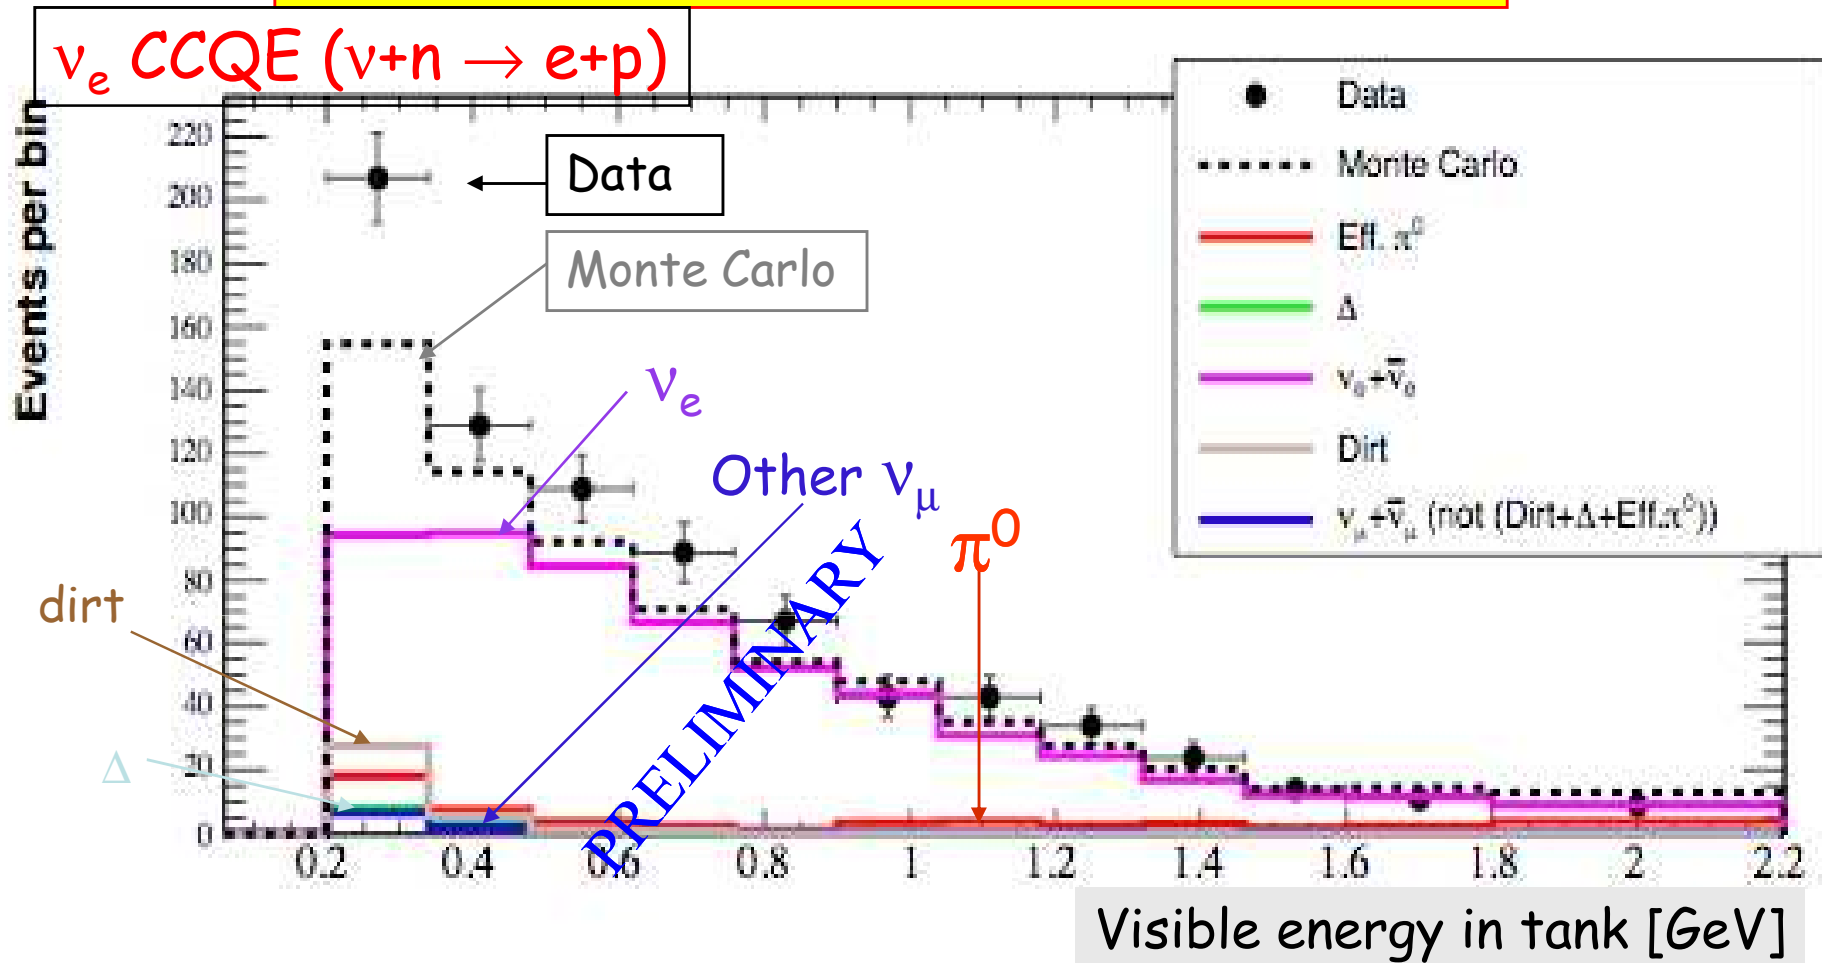 νe CCQE (ν+n → e+p)
Events per bin
220
200
180
160
140
120
100
80
60
40
20
0
Data
Monte Carlo
νe
Other νμ
π0
dirt
Δ
PRELIMINARY
Data
Monte Carlo
Eff. π0
Δ
νe+ν̄e
Dirt
νμ+ν̄μ (not (Dirt+Δ+Eff.π0))
0.2 0.4 0.6 0.8 1 1.2 1.4 1.6 1.8 2 2.2
Visible energy in tank [GeV]